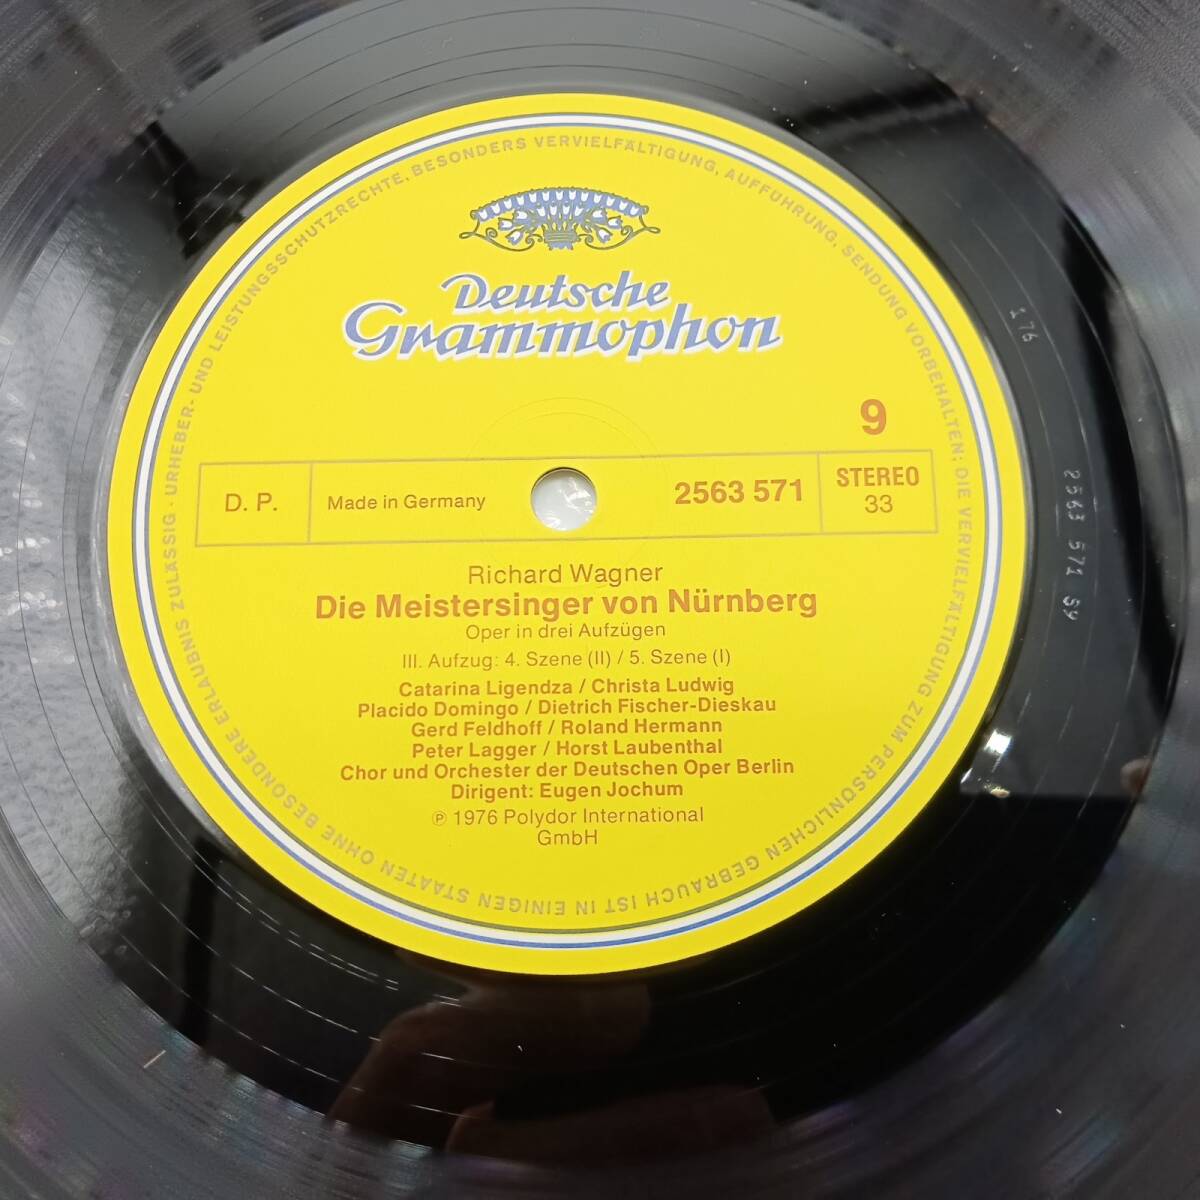 URHEBER- UND LEISTUNGSSCHUTZRECHTE, BESONDERS VERVIELFÄLTIGUNG, AUFFÜHRUNG, SENDUNG VORBEHALTEN; DIE VERVIELFÄLTIGUNG ZUM PERSÖNLICHEN GEBRAUCH IST IN EINIGEN STAATEN OHNE BESONDERE ERLAUBNIS ZULÄSSIG ·
Deutsche
Grammophon
9
D. P.
Made in Germany
2563 571
STEREO
33
Richard Wagner
Die Meistersinger von Nürnberg
Oper in drei Aufzügen
III. Aufzug: 4. Szene (II) / 5. Szene (I)
Catarina Ligendza / Christa Ludwig
Placido Domingo / Dietrich Fischer-Dieskau
Gerd Feldhoff / Roland Hermann
Peter Lagger / Horst Laubenthal
Chor und Orchester der Deutschen Oper Berlin
Dirigent: Eugen Jochum
℗ 1976 Polydor International
GmbH
176
2563 571 S9